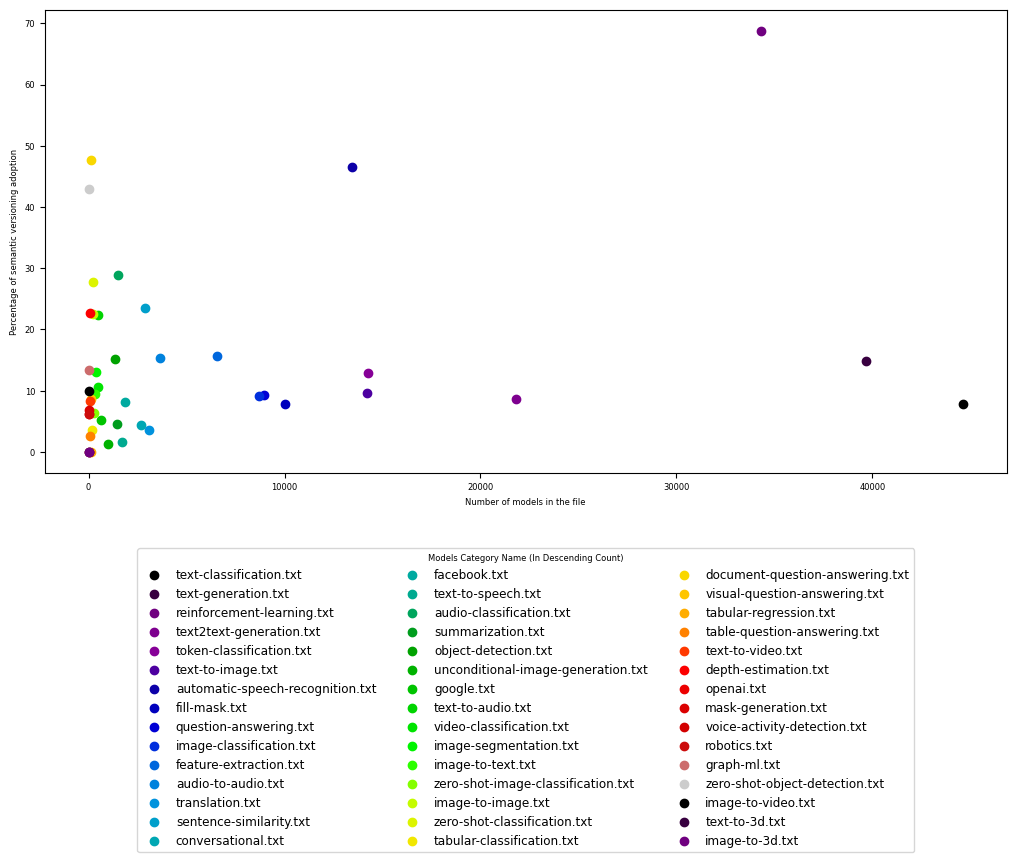 70
60
50
40
30
20
10
0
Percentage of semantic versioning adoption
0 10000 20000 30000 40000
Number of models in the file
Models Category Name (In Descending Count)
text-classification.txt
text-generation.txt
reinforcement-learning.txt
text2text-generation.txt
token-classification.txt
text-to-image.txt
automatic-speech-recognition.txt
fill-mask.txt
question-answering.txt
image-classification.txt
feature-extraction.txt
audio-to-audio.txt
translation.txt
sentence-similarity.txt
conversational.txt
facebook.txt
text-to-speech.txt
audio-classification.txt
summarization.txt
object-detection.txt
unconditional-image-generation.txt
google.txt
text-to-audio.txt
video-classification.txt
image-segmentation.txt
image-to-text.txt
zero-shot-image-classification.txt
image-to-image.txt
zero-shot-classification.txt
tabular-classification.txt
document-question-answering.txt
visual-question-answering.txt
tabular-regression.txt
table-question-answering.txt
text-to-video.txt
depth-estimation.txt
openai.txt
mask-generation.txt
voice-activity-detection.txt
robotics.txt
graph-ml.txt
zero-shot-object-detection.txt
image-to-video.txt
text-to-3d.txt
image-to-3d.txt